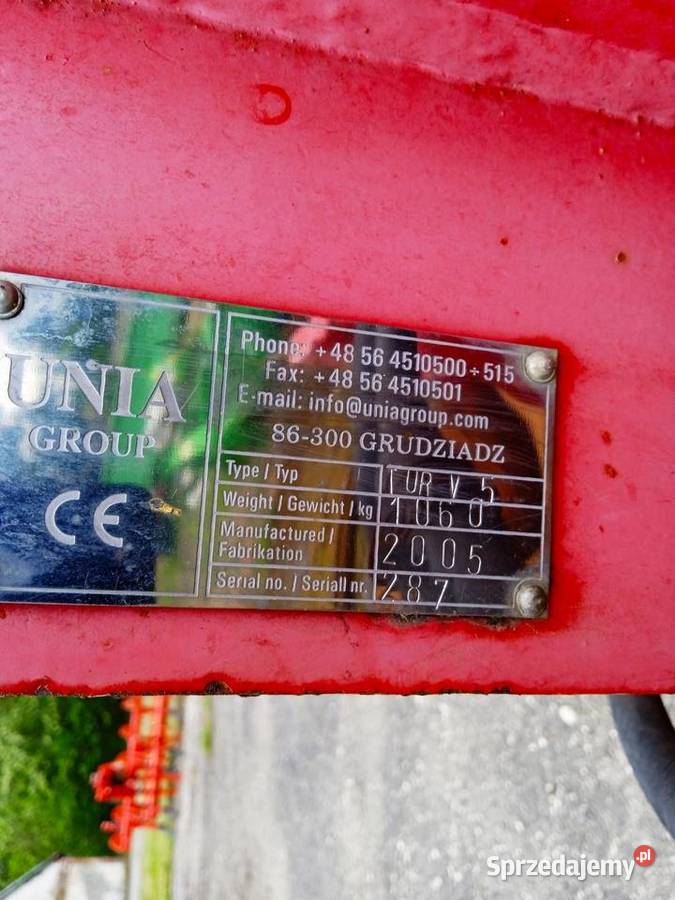 UNIA
GROUP
CE
Phone: +48 56 4510500÷515
Fax: +48 56 4510501
E-mail: info@uniagroup.com
86-300 GRUDZIADZ
Type / Typ TUR V 5
Weight / Gewicht / kg 1060
Manufactured /
Fabrikation 2005
Serial no. / Seriall nr. 287
Sprzedajemy.pl